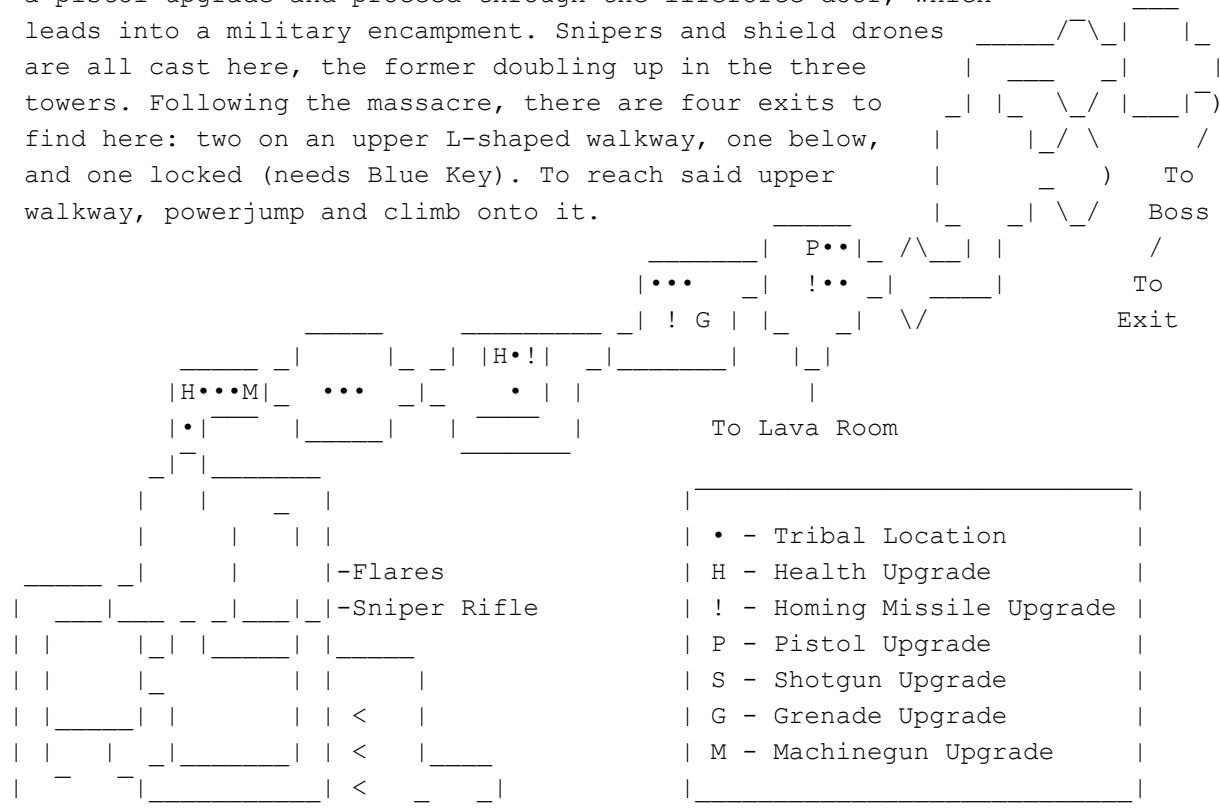 a pistol upgrade and proceed through the lifeforce door, which
leads into a military encampment. Snipers and shield drones
are all cast here, the former doubling up in the three
towers. Following the massacre, there are four exits to
find here: two on an upper L-shaped walkway, one below,
and one locked (needs Blue Key). To reach said upper
walkway, powerjump and climb onto it.
To
Boss
P••
•••
!••
To
! G
Exit
H•!
H•••M
•••
•
•
To Lava Room
• - Tribal Location
-Flares
H - Health Upgrade
-Sniper Rifle
! - Homing Missile Upgrade
P - Pistol Upgrade
S - Shotgun Upgrade
<
G - Grenade Upgrade
<
M - Machinegun Upgrade
<